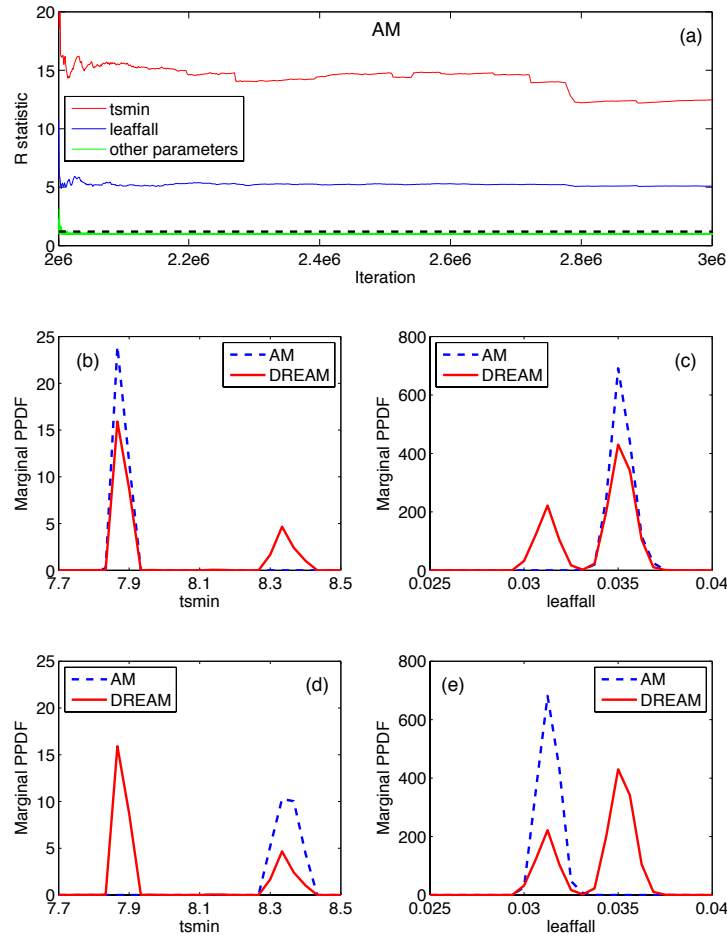 AM
(a)
20
15
10
5
0
R statistic
tsmin
leaffall
other parameters
2e6
2.2e6
2.4e6
2.6e6
2.8e6
3e6
Iteration
(b)
AM
DREAM
25
20
15
10
5
0
Marginal PPDF
7.7
7.9
8.1
8.3
8.5
tsmin
AM
DREAM
(c)
800
600
400
200
0
Marginal PPDF
0.025
0.03
0.035
0.04
leaffall
AM
DREAM
(d)
25
20
15
10
5
0
Marginal PPDF
7.7
7.9
8.1
8.3
8.5
tsmin
(e)
AM
DREAM
800
600
400
200
0
Marginal PPDF
0.025
0.03
0.035
0.04
leaffall